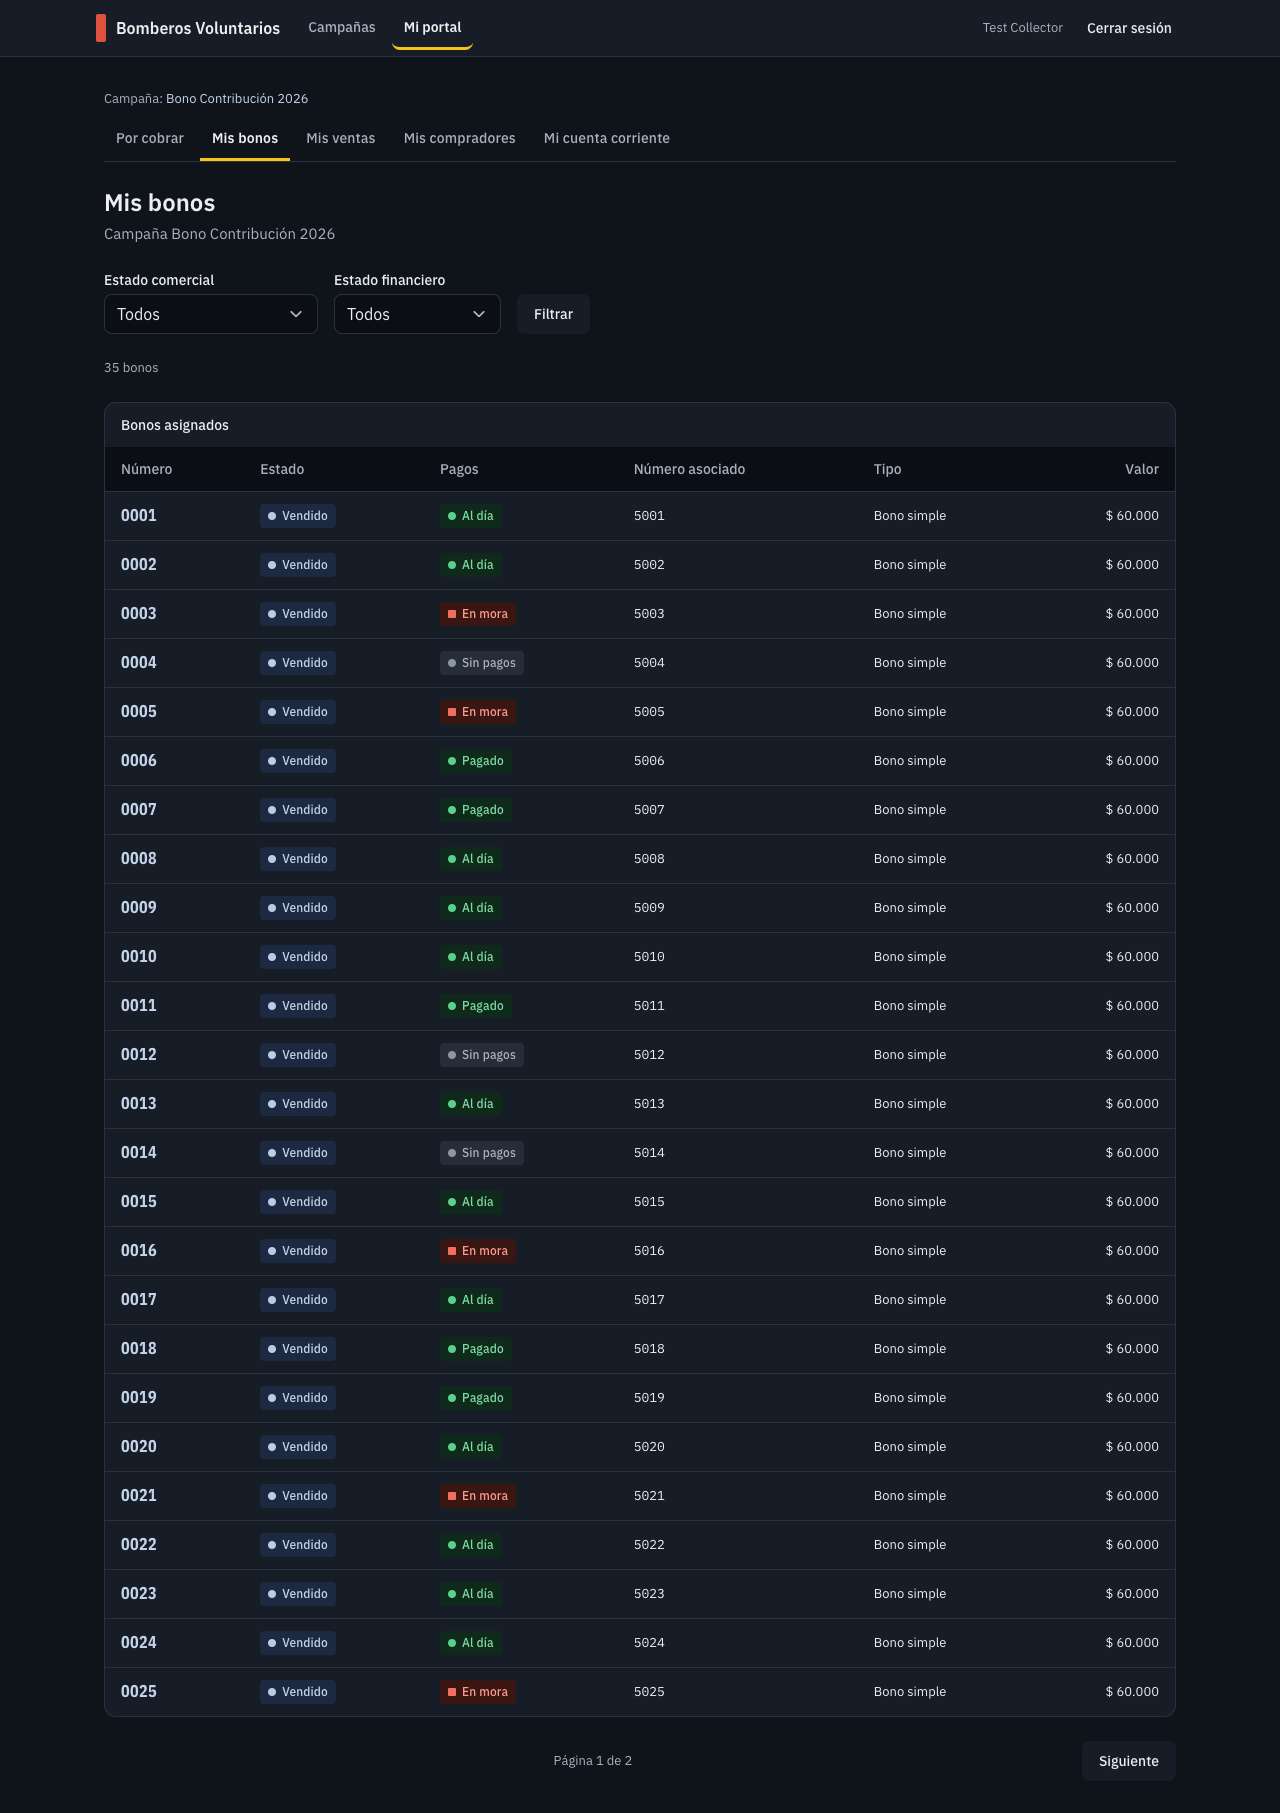 Bomberos Voluntarios Campañas Mi portal Test Collector Cerrar sesión
Campaña: Bono Contribución 2026
Por cobrar Mis bonos Mis ventas Mis compradores Mi cuenta corriente
Mis bonos
Campaña Bono Contribución 2026
Estado comercial Estado financiero
Todos Todos Filtrar
35 bonos
Bonos asignados
Número Estado Pagos Número asociado Tipo Valor
0001 Vendido Al día 5001 Bono simple $ 60.000
0002 Vendido Al día 5002 Bono simple $ 60.000
0003 Vendido En mora 5003 Bono simple $ 60.000
0004 Vendido Sin pagos 5004 Bono simple $ 60.000
0005 Vendido En mora 5005 Bono simple $ 60.000
0006 Vendido Pagado 5006 Bono simple $ 60.000
0007 Vendido Pagado 5007 Bono simple $ 60.000
0008 Vendido Al día 5008 Bono simple $ 60.000
0009 Vendido Al día 5009 Bono simple $ 60.000
0010 Vendido Al día 5010 Bono simple $ 60.000
0011 Vendido Pagado 5011 Bono simple $ 60.000
0012 Vendido Sin pagos 5012 Bono simple $ 60.000
0013 Vendido Al día 5013 Bono simple $ 60.000
0014 Vendido Sin pagos 5014 Bono simple $ 60.000
0015 Vendido Al día 5015 Bono simple $ 60.000
0016 Vendido En mora 5016 Bono simple $ 60.000
0017 Vendido Al día 5017 Bono simple $ 60.000
0018 Vendido Pagado 5018 Bono simple $ 60.000
0019 Vendido Pagado 5019 Bono simple $ 60.000
0020 Vendido Al día 5020 Bono simple $ 60.000
0021 Vendido En mora 5021 Bono simple $ 60.000
0022 Vendido Al día 5022 Bono simple $ 60.000
0023 Vendido Al día 5023 Bono simple $ 60.000
0024 Vendido Al día 5024 Bono simple $ 60.000
0025 Vendido En mora 5025 Bono simple $ 60.000
Página 1 de 2 Siguiente